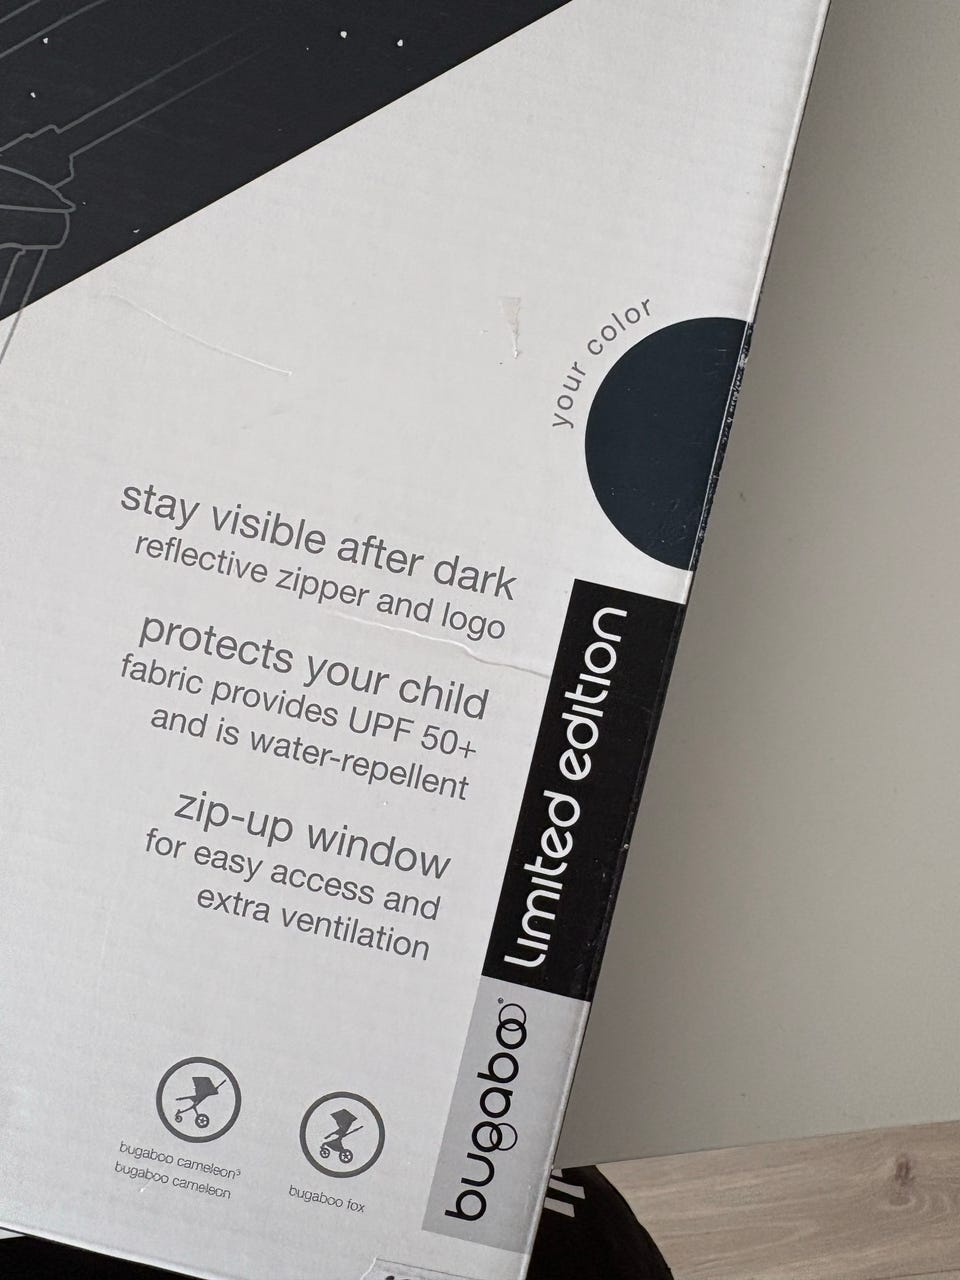 your color
stay visible after dark
reflective zipper and logo
protects your child
fabric provides UPF 50+
and is water-repellent
zip-up window
for easy access and
extra ventilation
limited edition
bugaboo®
bugaboo cameleon³
bugaboo cameleon
bugaboo fox